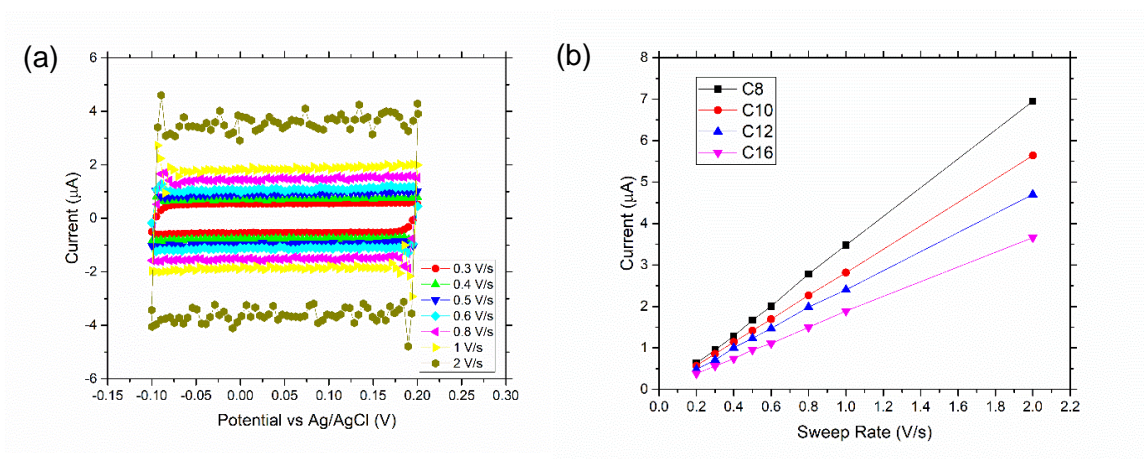 (a)
6
4
2
0
-2
-4
-6
Current (μA)
-0.15 -0.10 -0.05 0.00 0.05 0.10 0.15 0.20 0.25 0.30
Potential vs Ag/AgCl (V)
0.3 V/s
0.4 V/s
0.5 V/s
0.6 V/s
0.8 V/s
1 V/s
2 V/s
(b)
8
7
6
5
4
3
2
1
0
Current (μA)
C8
C10
C12
C16
0.0 0.2 0.4 0.6 0.8 1.0 1.2 1.4 1.6 1.8 2.0 2.2
Sweep Rate (V/s)